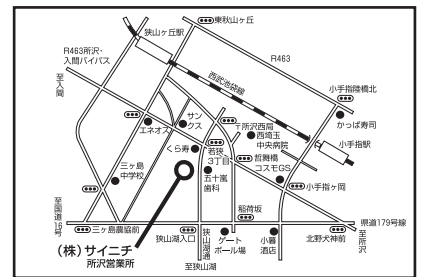 東秋山ヶ丘
狭山ヶ丘駅
R463所沢・
入間バイパス
R463
至入間
西武池袋線
小手指陸橋北
かっぱ寿司
エネオス
サン
クス
〒所沢西局
西埼玉
中央病院
小手指駅
くら寿
若狭
3丁目
誓詞橋
コスモGS
三ヶ島
中学校
五十嵐
歯科
小手指ヶ岡
稲荷坂
至国道16号
三ヶ島農協前
狭山湖入口
狭山湖通
ゲート
ボール場
小暮
酒店
北野天神前
県道179号線
至所沢
(株)サイニチ
所沢営業所
至狭山湖